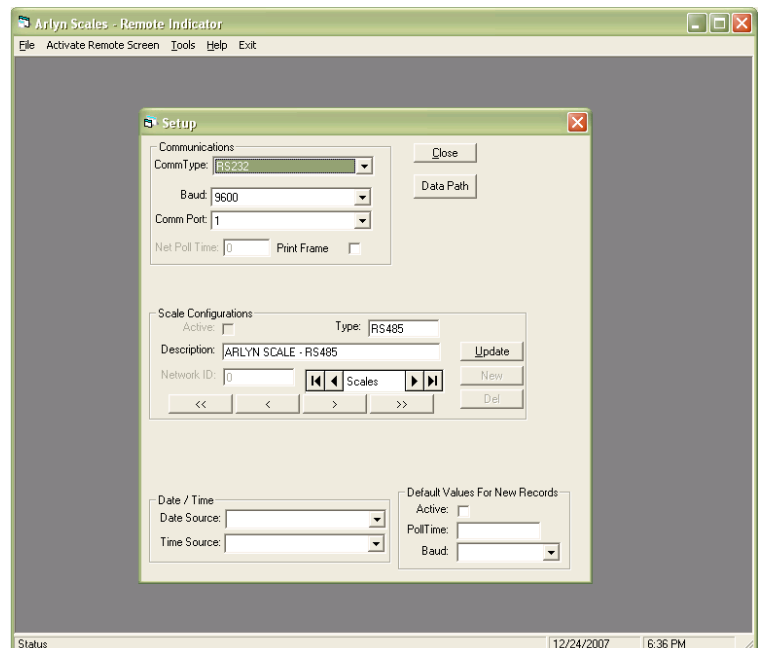 Arlyn Scales - Remote Indicator
File Activate Remote Screen Tools Help Exit
Setup
Communications
CommType: RS232
Close
Baud: 9600
Data Path
Comm Port: 1
Net Poll Time: 0 Print Frame
Scale Configurations
Active: Type: RS485
Description: ARLYN SCALE - RS485
Update
Network ID: 0
Scales
New
<< < > >>
Del
Date / Time
Date Source:
Time Source:
Default Values For New Records
Active:
PollTime:
Baud:
Status 12/24/2007 6:36 PM